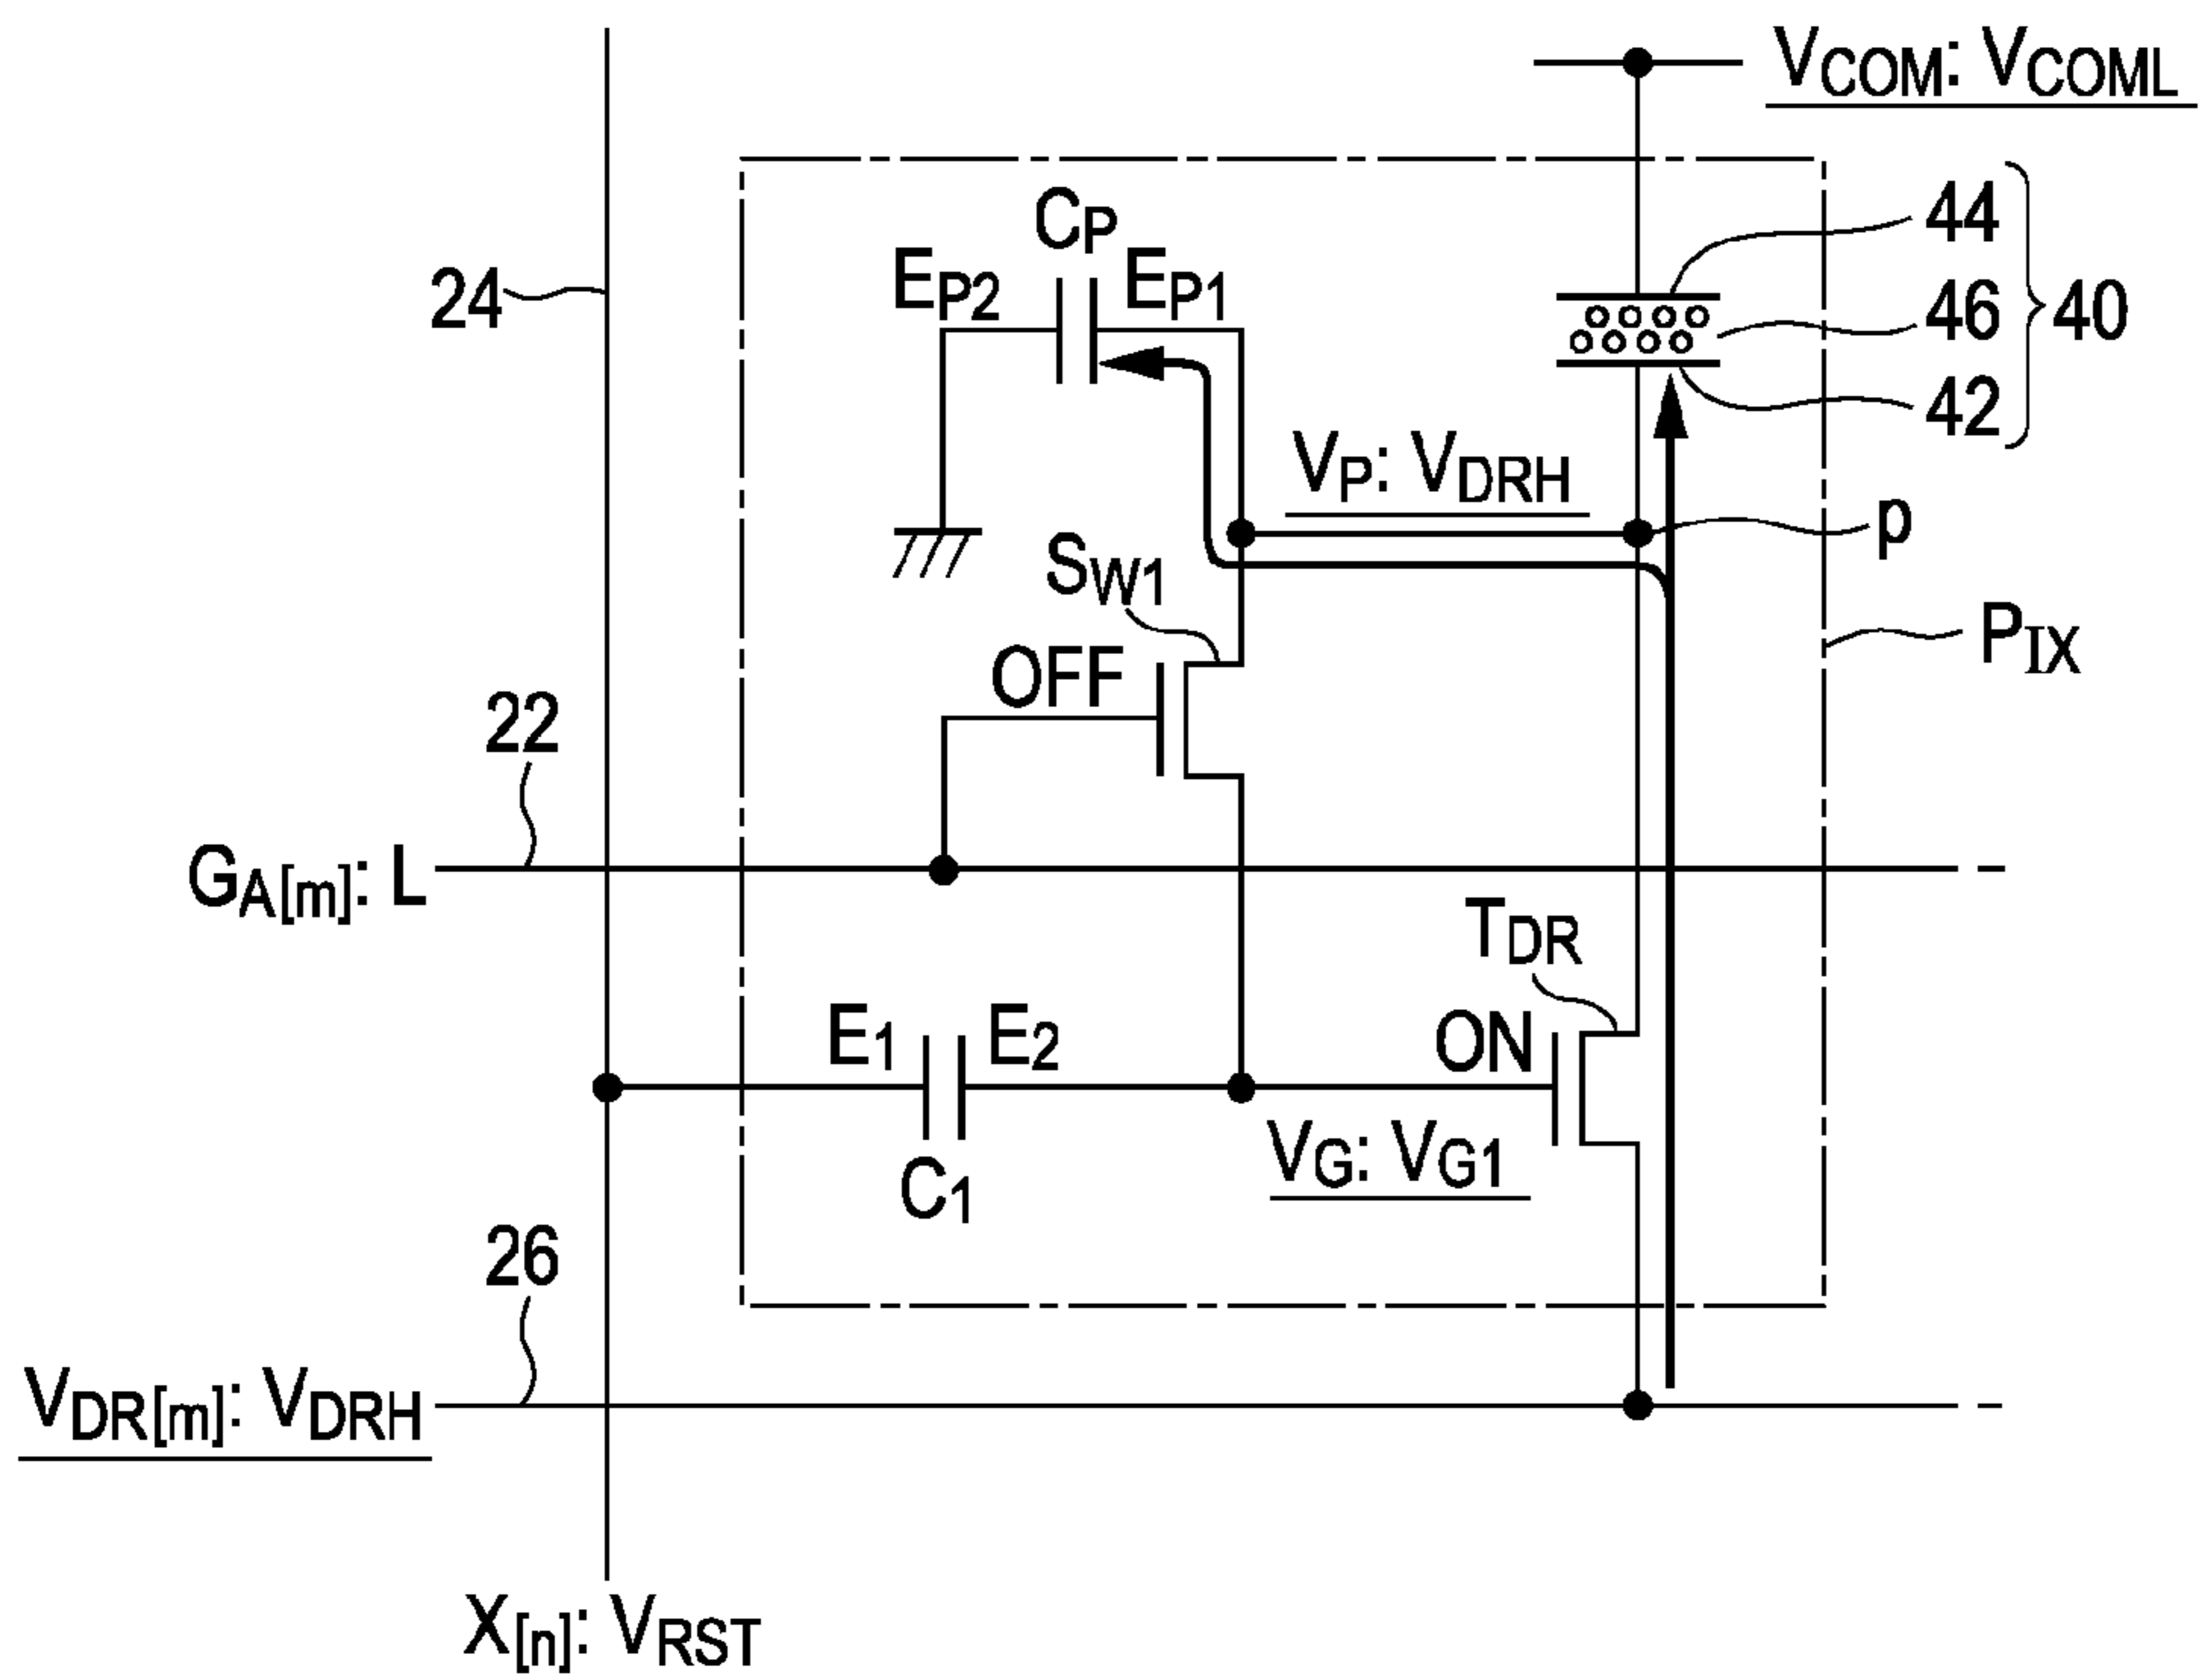 VCOM: VCOML
CP
EP2
EP1
44
46
42
40
24
VP: VDRH
p
SW1
OFF
PIX
22
GA[m]: L
TDR
E1
E2
ON
C1
VG: VG1
26
VDR[m]: VDRH
X[n]: VRST